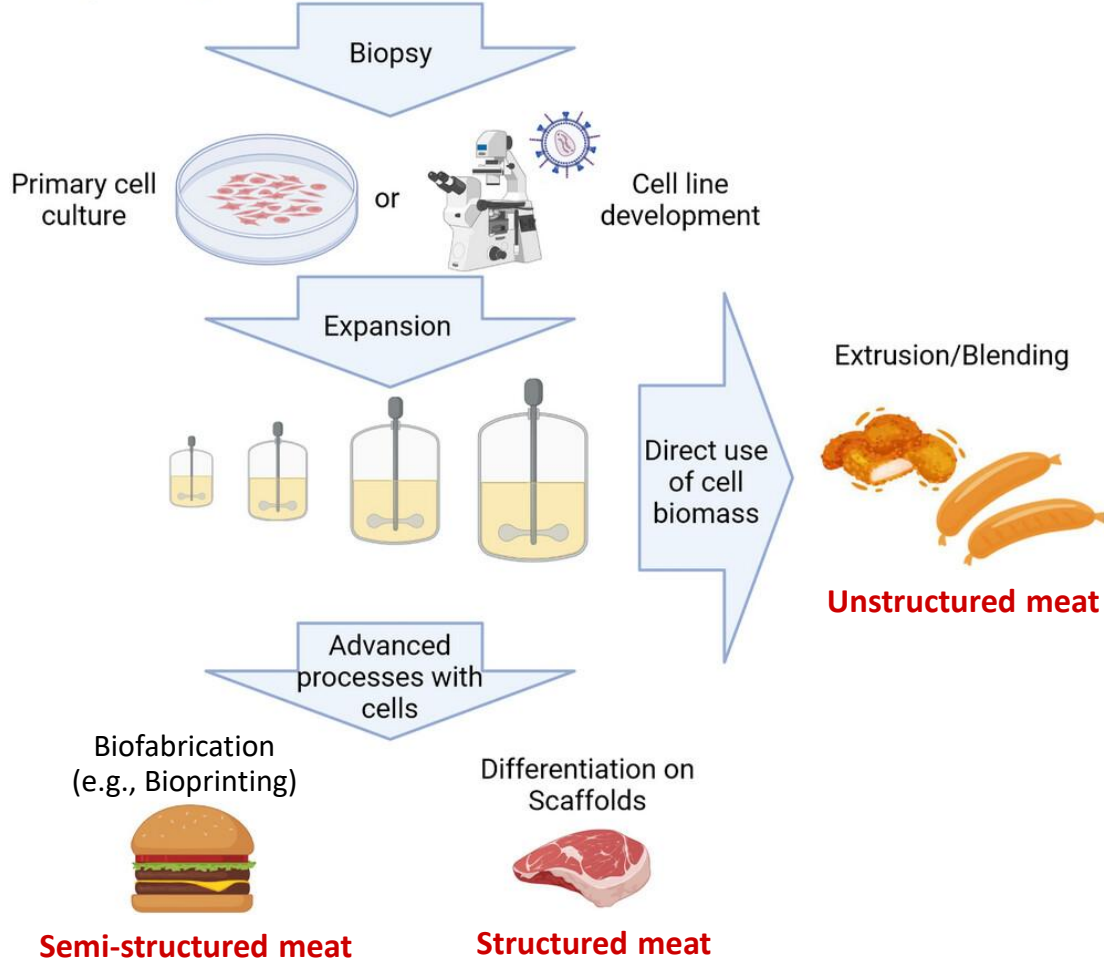 Biopsy
Primary cell
culture
or
Cell line
development
Expansion
Direct use
of cell
biomass
Extrusion/Blending
Unstructured meat
Advanced
processes with
cells
Biofabrication
(e.g., Bioprinting)
Semi-structured meat
Differentiation on
Scaffolds
Structured meat